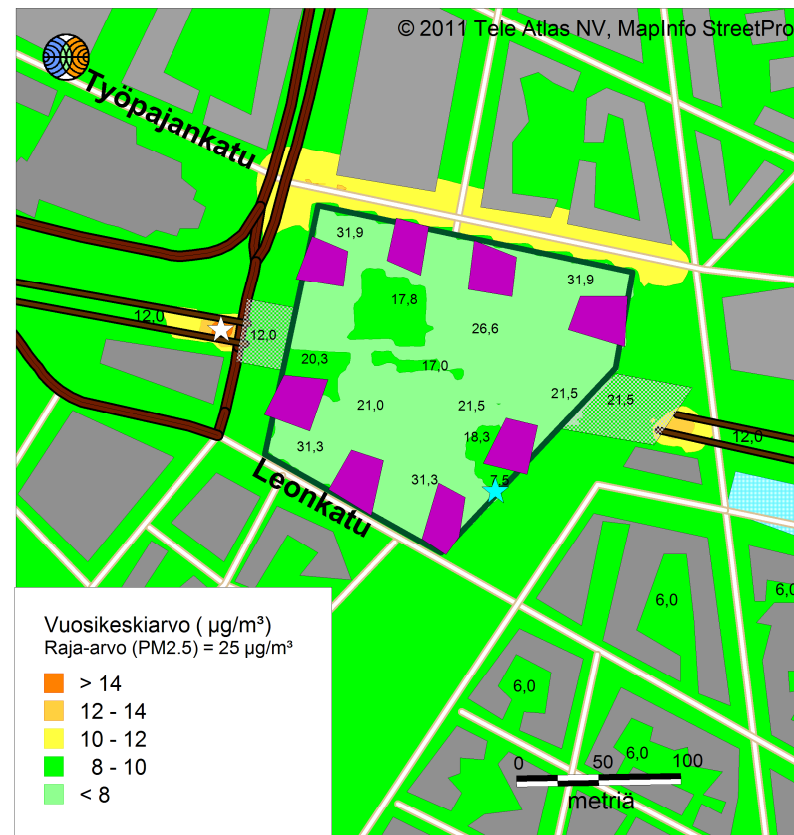 © 2011 Tele Atlas NV, MapInfo StreetPro
Työpajankatu
31,9
31,9
17,8
12,0
12,0
26,6
20,3
17,0
21,0
21,5
21,5
21,5
18,3
12,0
31,3
31,3
7,5
Leonkatu
6,0
6,0
6,0
6,0
Vuosikeskiarvo ( µg/m³)
Raja-arvo (PM2.5) = 25 µg/m³
> 14
12 - 14
10 - 12
8 - 10
< 8
0 50 100
metriä